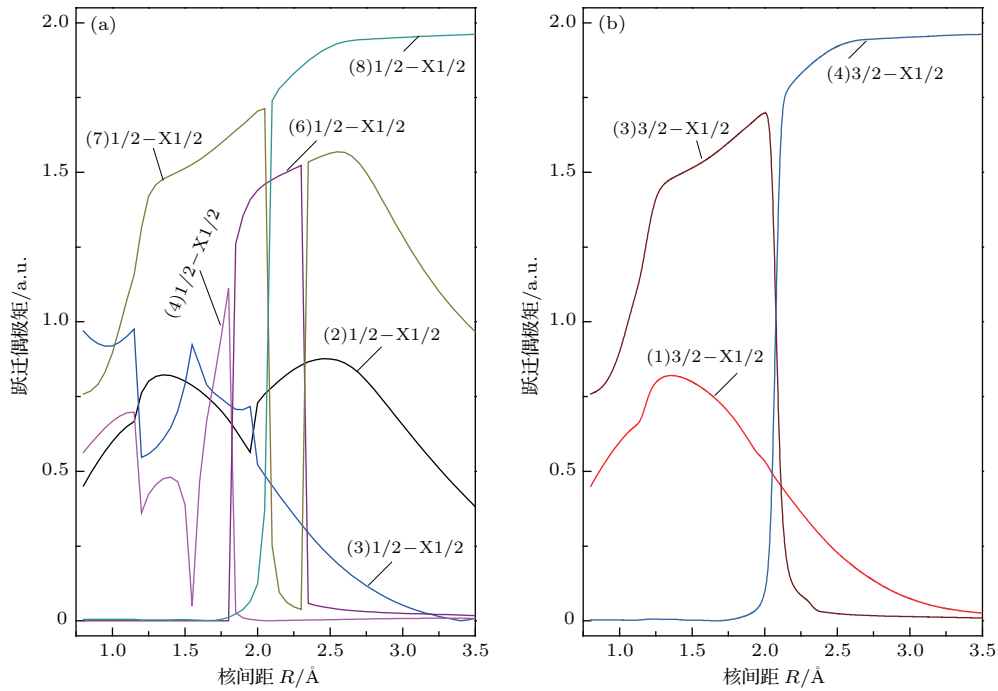 (a)
2.0
1.5
1.0
0.5
0
跃迁偶极矩/a.u.
(8)1/2−X1/2
(7)1/2−X1/2
(6)1/2−X1/2
(4)1/2−X1/2
(2)1/2−X1/2
(3)1/2−X1/2
1.0 1.5 2.0 2.5 3.0 3.5
核间距 R/Å
(b)
2.0
1.5
1.0
0.5
0
跃迁偶极矩/a.u.
(4)3/2−X1/2
(3)3/2−X1/2
(1)3/2−X1/2
1.0 1.5 2.0 2.5 3.0 3.5
核间距 R/Å